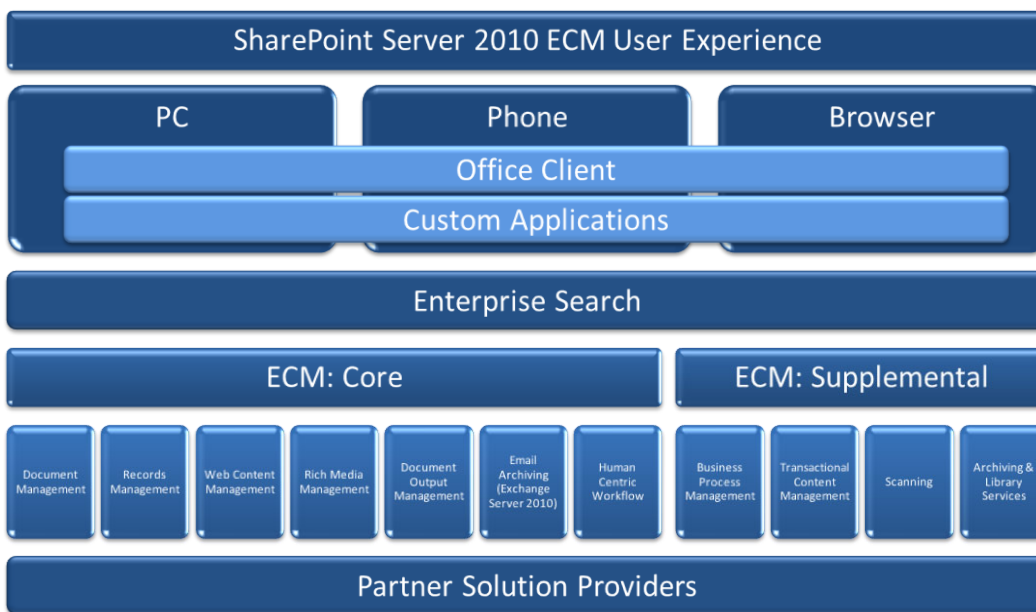 SharePoint Server 2010 ECM User Experience
PC
Phone
Browser
Office Client
Custom Applications
Enterprise Search
ECM: Core
ECM: Supplemental
Document
Management
Records
Management
Web Content
Management
Rich Media
Management
Document
Output
Management
Email
Archiving
(Exchange
Server 2010)
Human
Centric
Workflow
Business
Process
Management
Transactional
Content
Management
Scanning
Archiving &
Library
Services
Partner Solution Providers